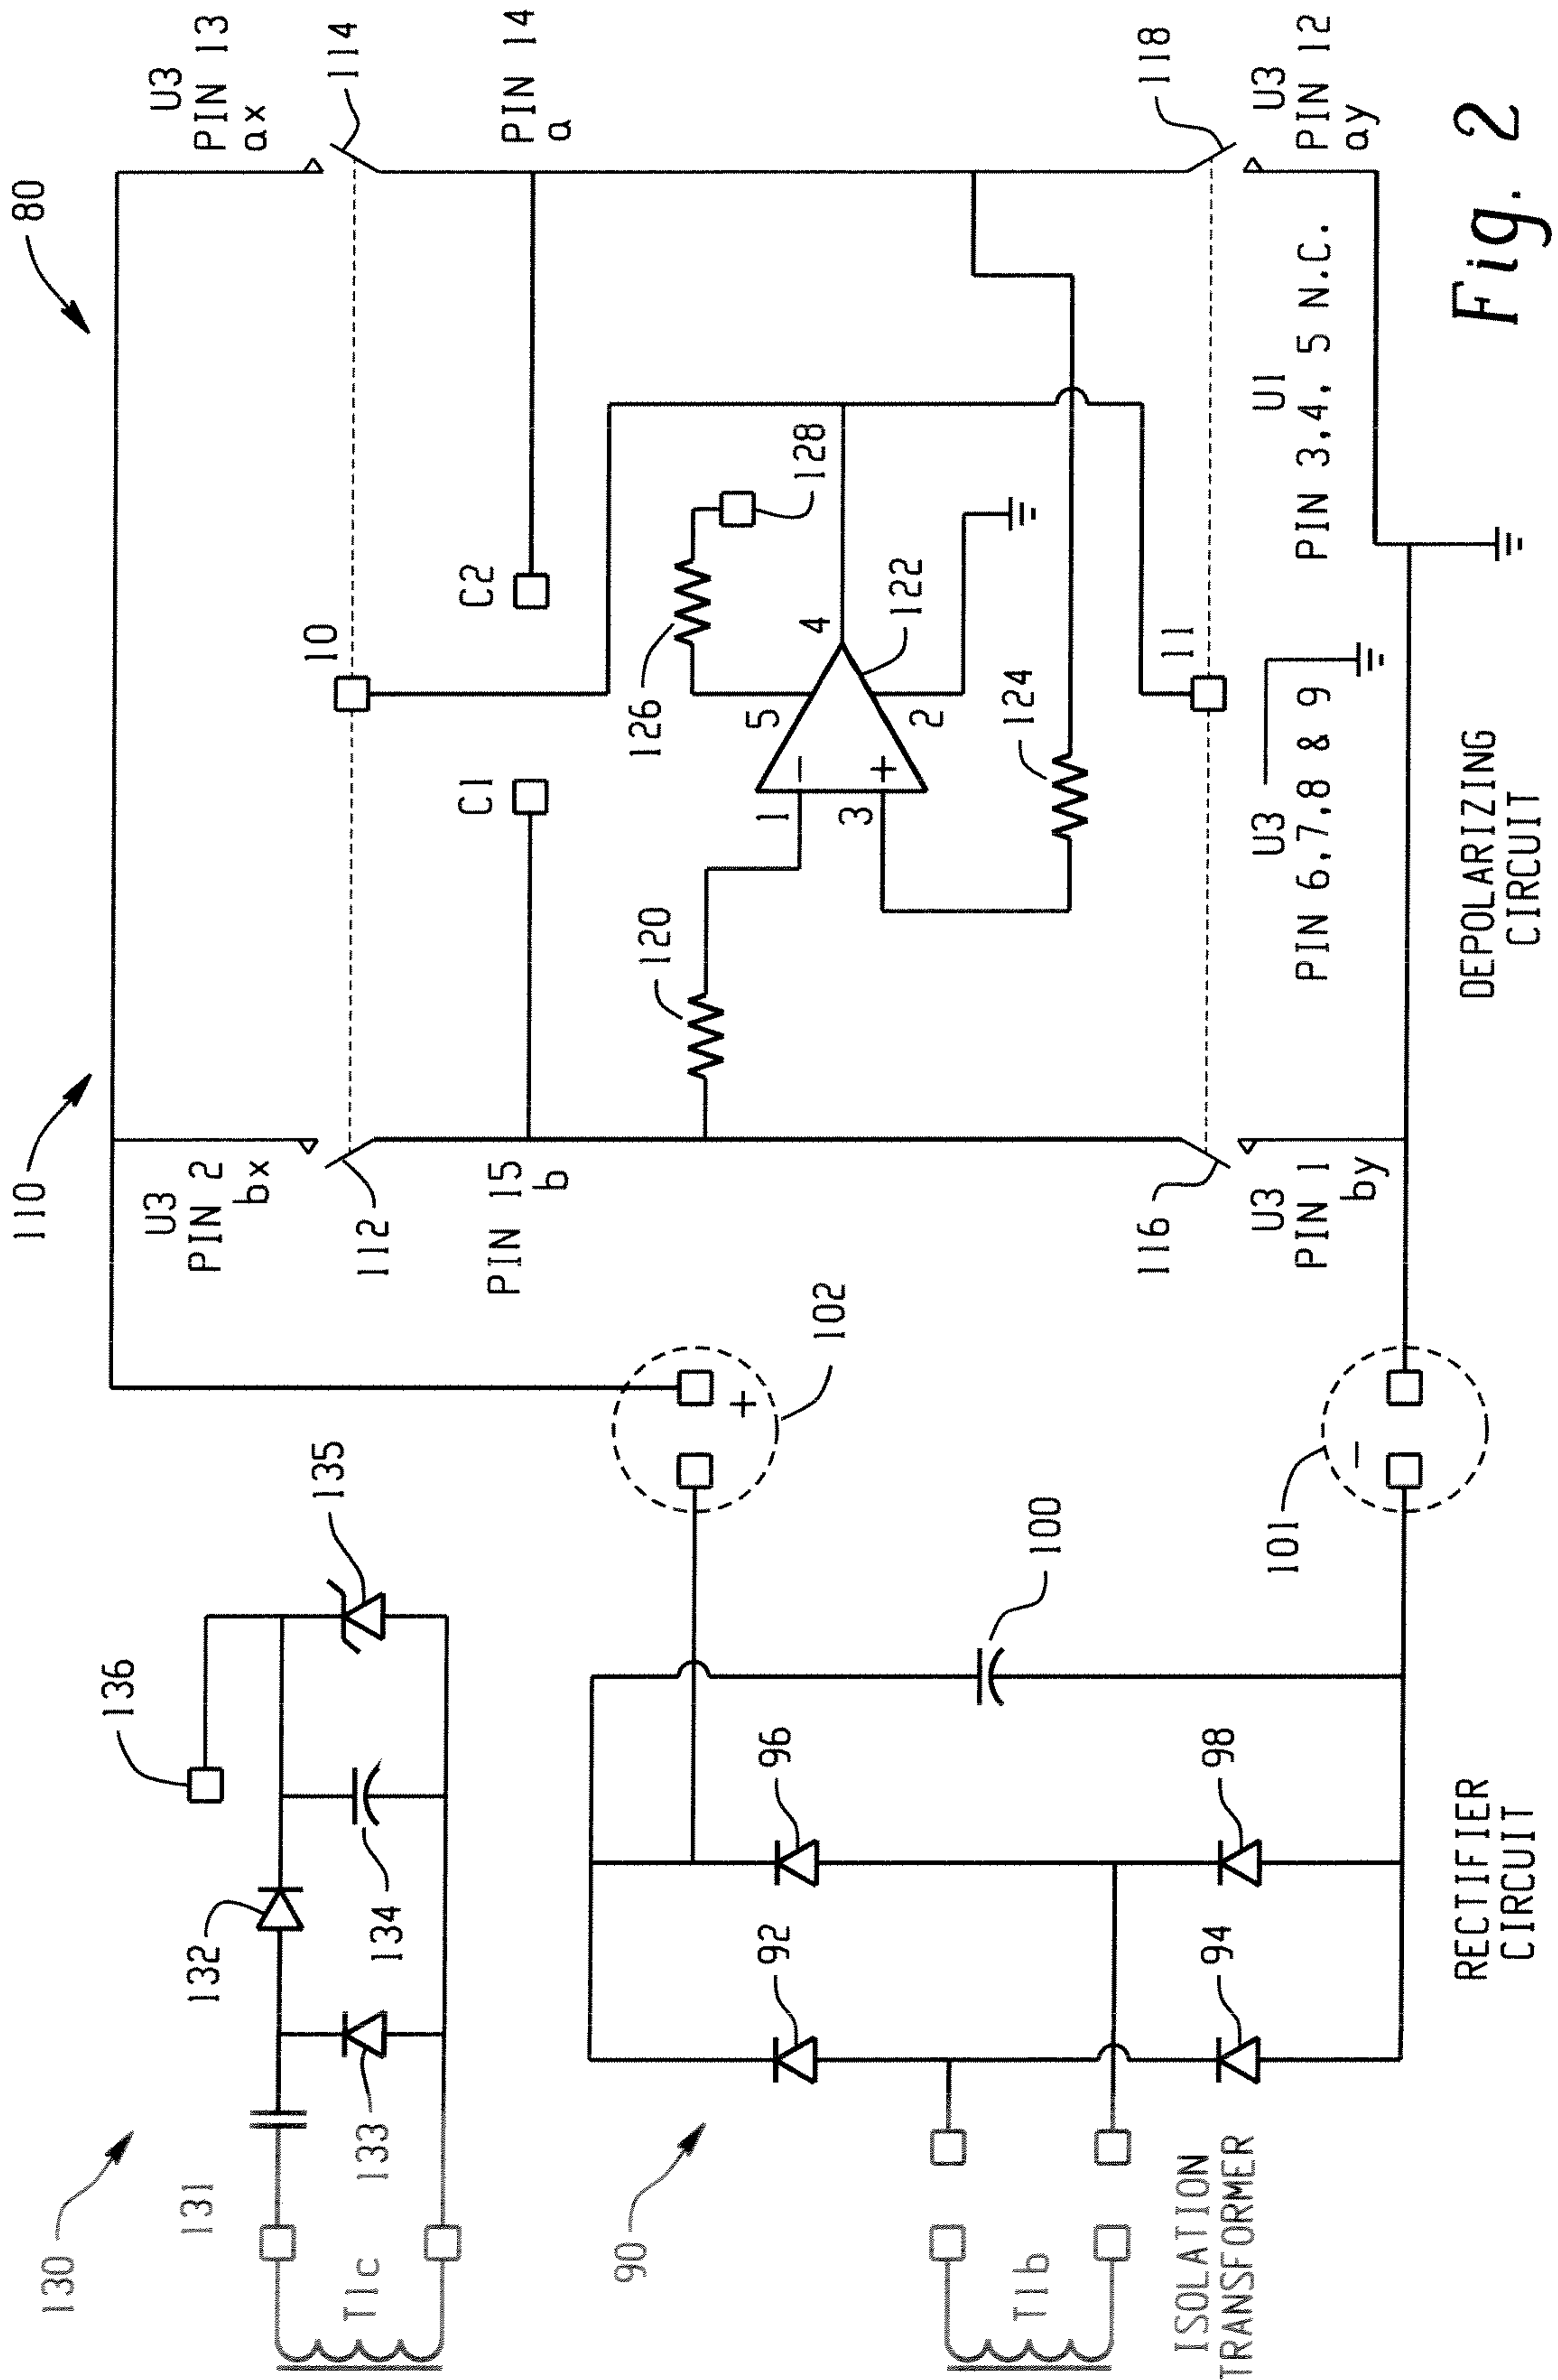 130
131
T1c
132
133
134
135
136
90
T1b
ISOLATION
TRANSFORMER
92
94
96
98
100
101
−
102
+
RECTIFIER
CIRCUIT
110
80
U3
PIN 2
bx
112
PIN 15
b
116
U3
PIN 1
by
10
C1
C2
120
1
−
3
+
5
4
2
122
124
126
128
11
U3
PIN 6,7,8 & 9
U1
PIN 3,4, 5 N.C.
U3
PIN 13
ax
114
PIN 14
a
118
U3
PIN 12
ay
DEPOLARIZING
CIRCUIT
Fig. 2